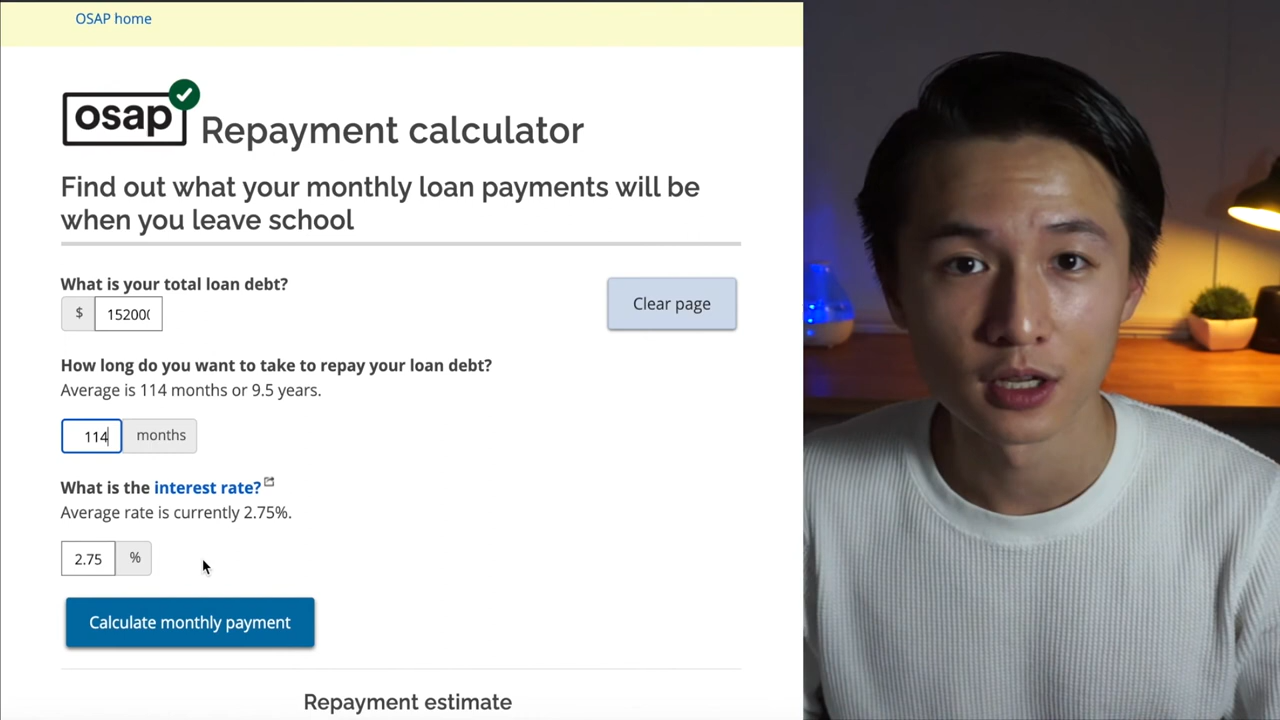 OSAP home
osap
Repayment calculator
Find out what your monthly loan payments will be
when you leave school
What is your total loan debt?
Clear page
$
How long do you want to take to repay your loan debt?
Average is 114 months or 9.5 years.
114 months
What is the interest rate?
Average rate is currently 2.75%.
2.75 %
Calculate monthly payment
Repayment estimate